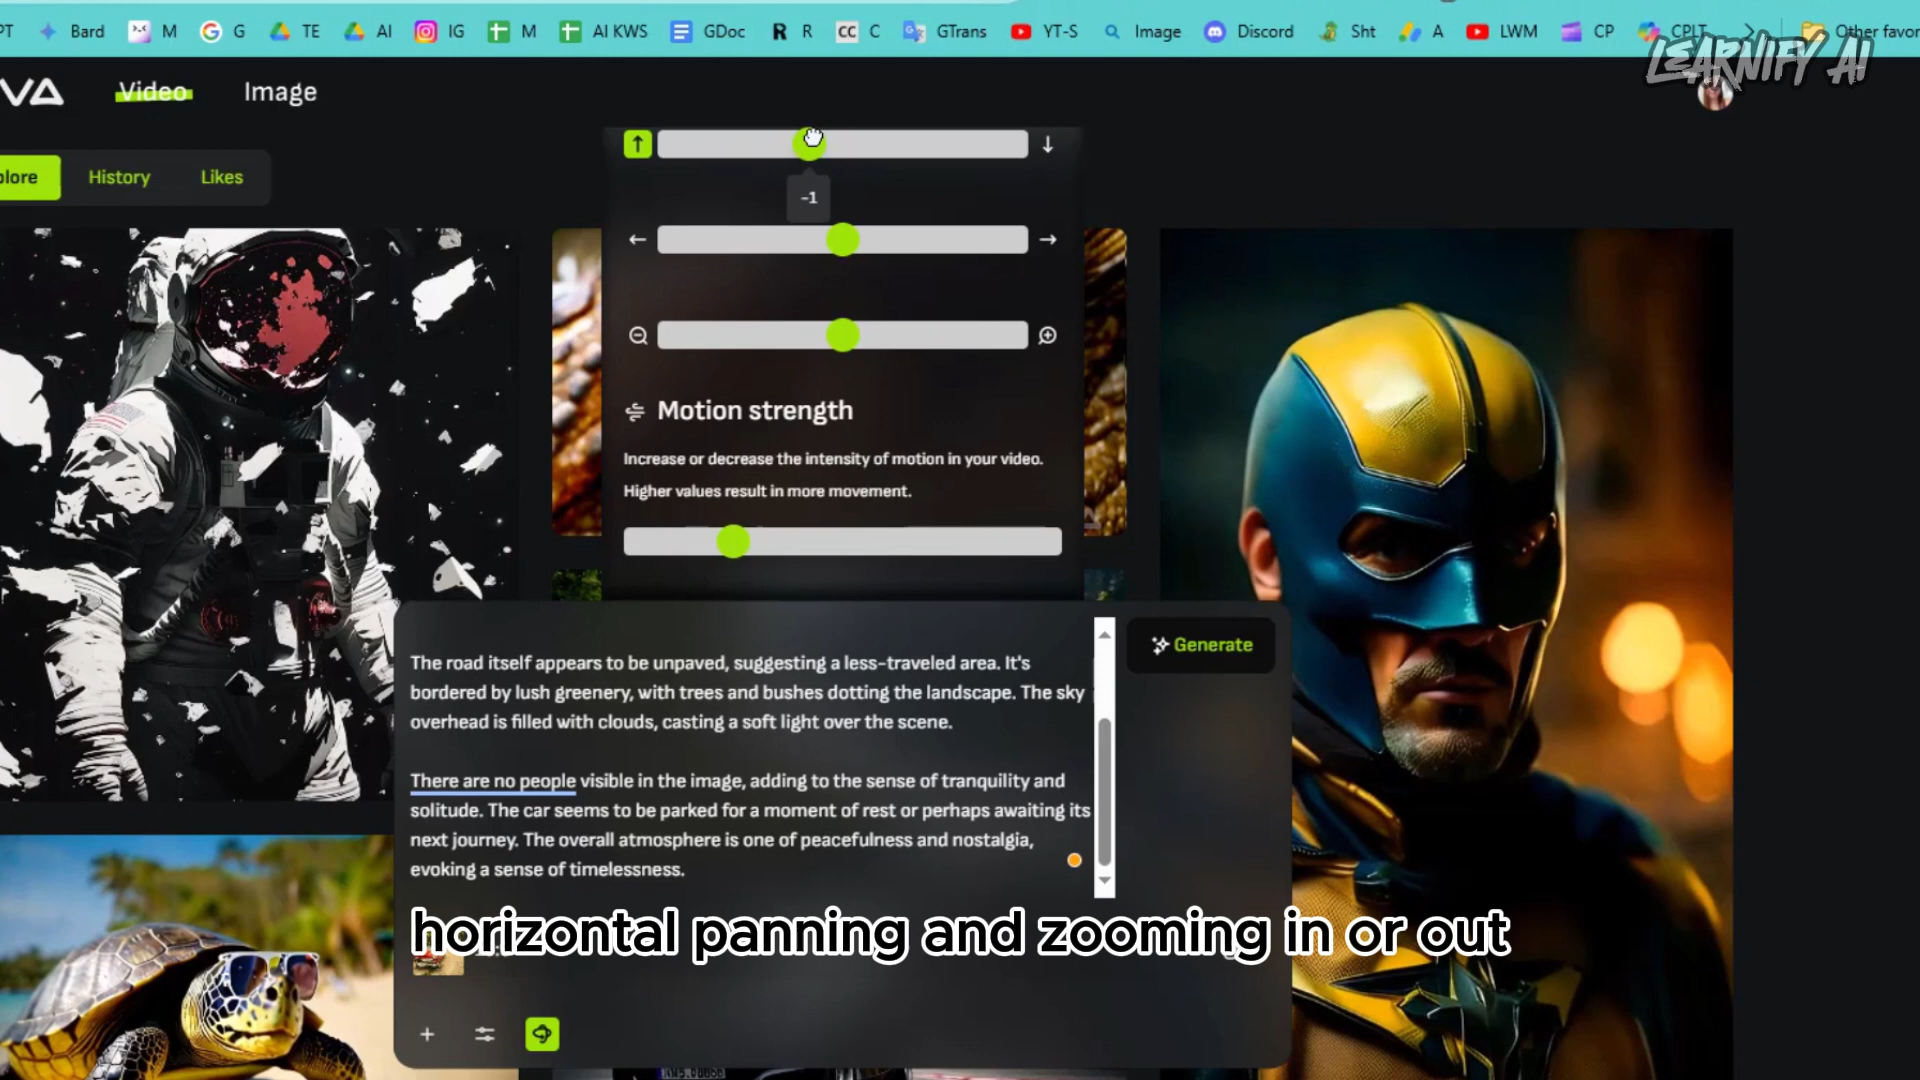 PT Bard M G TE AI IG M AI KWS GDoc R R CC C GTrans YT-S Image Discord Sht A LWM CP CPLT Other favor
LEARNIFY AI
VA Video Image
plore History Likes
-1
Motion strength
Increase or decrease the intensity of motion in your video.
Higher values result in more movement.
Generate
The road itself appears to be unpaved, suggesting a less-traveled area. It's
bordered by lush greenery, with trees and bushes dotting the landscape. The sky
overhead is filled with clouds, casting a soft light over the scene.
There are no people visible in the image, adding to the sense of tranquility and
solitude. The car seems to be parked for a moment of rest or perhaps awaiting its
next journey. The overall atmosphere is one of peacefulness and nostalgia,
evoking a sense of timelessness.
horizontal panning and zooming in or out